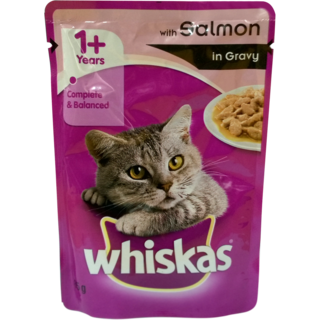 1+
Years
with Salmon
in Gravy
Complete
& Balanced
whiskas